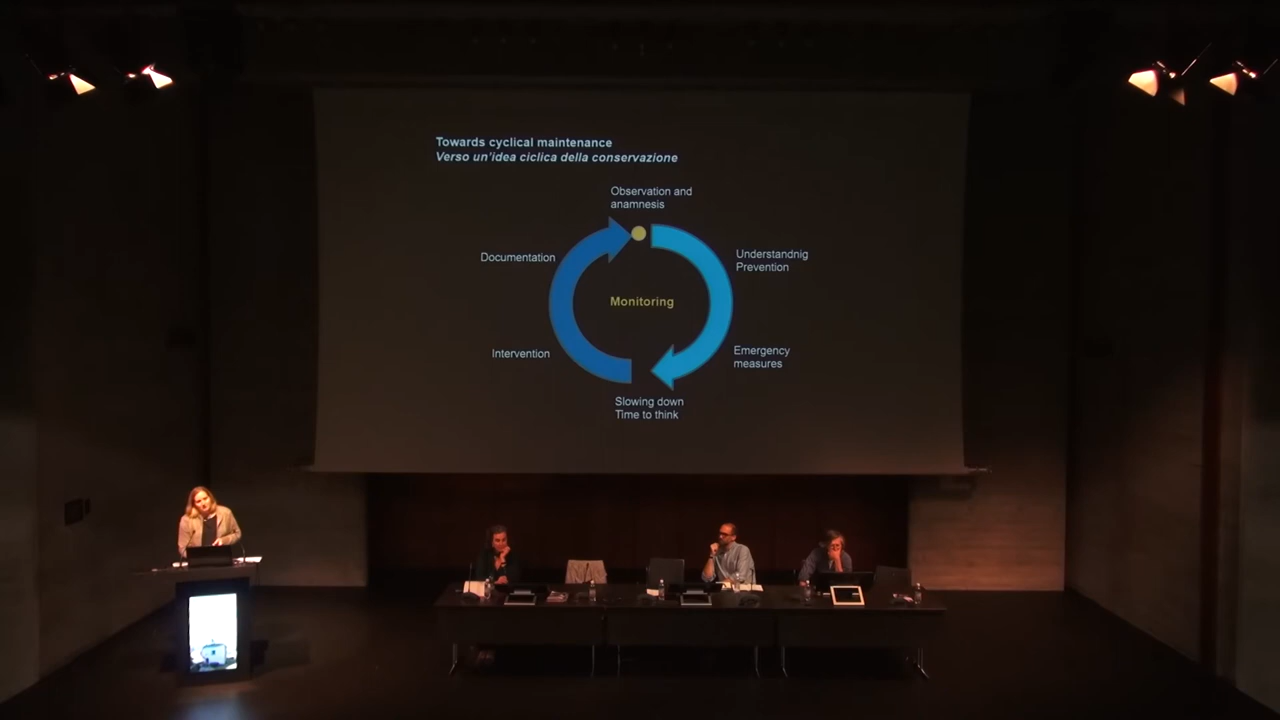 Towards cyclical maintenance
Verso un'idea ciclica della conservazione
Observation and
anamnesis
Documentation
Understandnig
Prevention
Monitoring
Intervention
Emergency
measures
Slowing down
Time to think